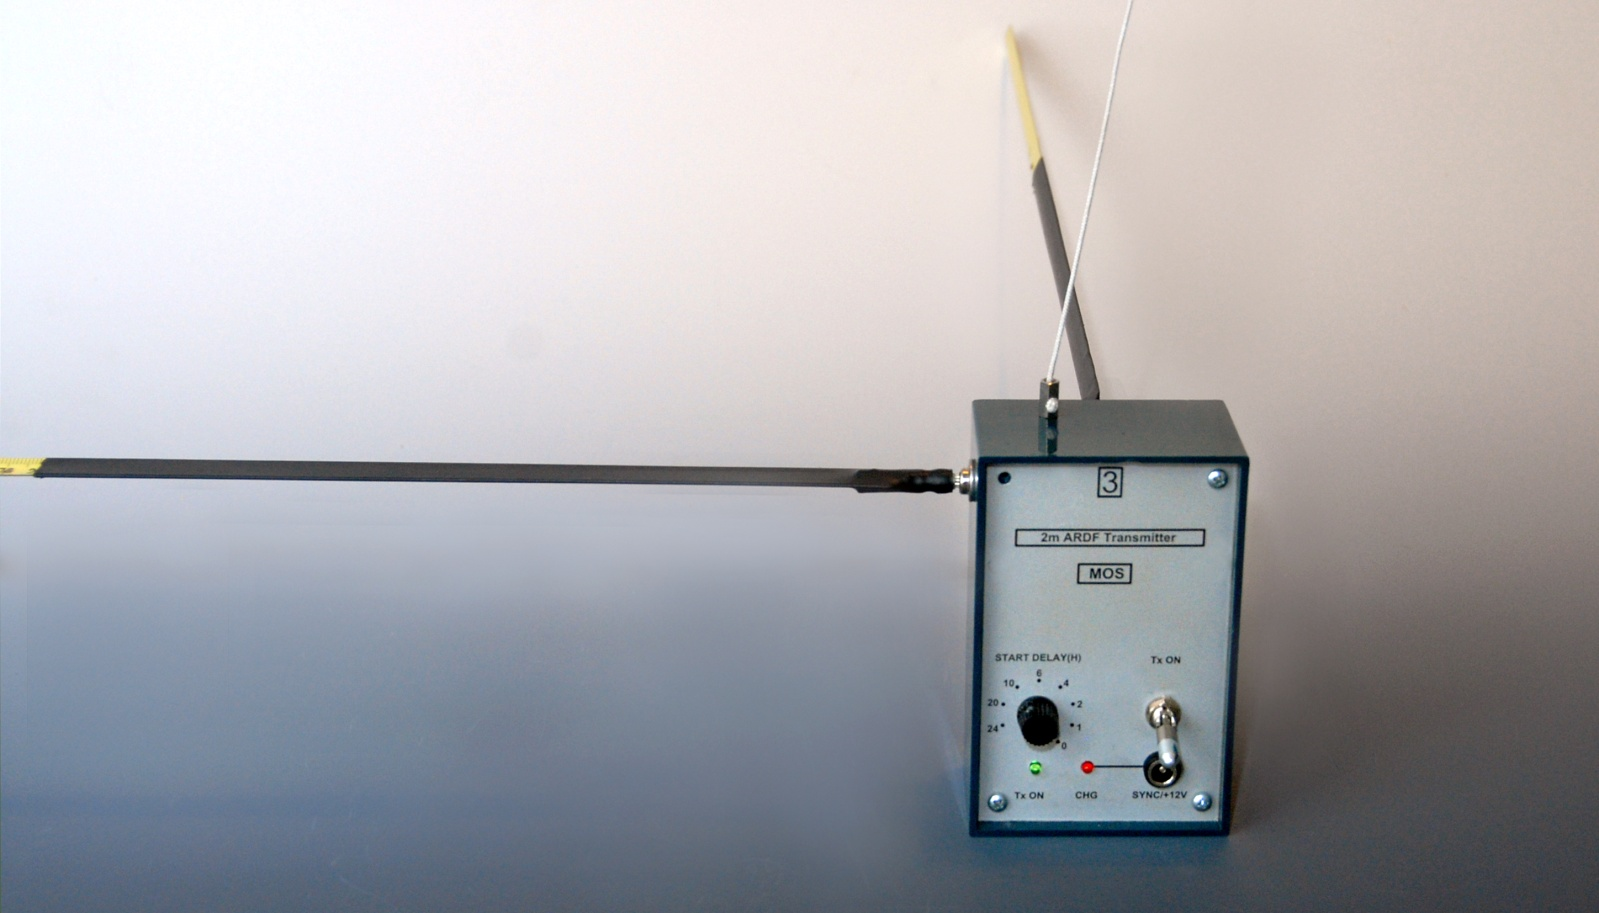 3
2m ARDF Transmitter
MOS
START DELAY(H)
Tx ON
6
10
4
20
2
24
1
0
Tx ON
CHG
SYNC/+12V